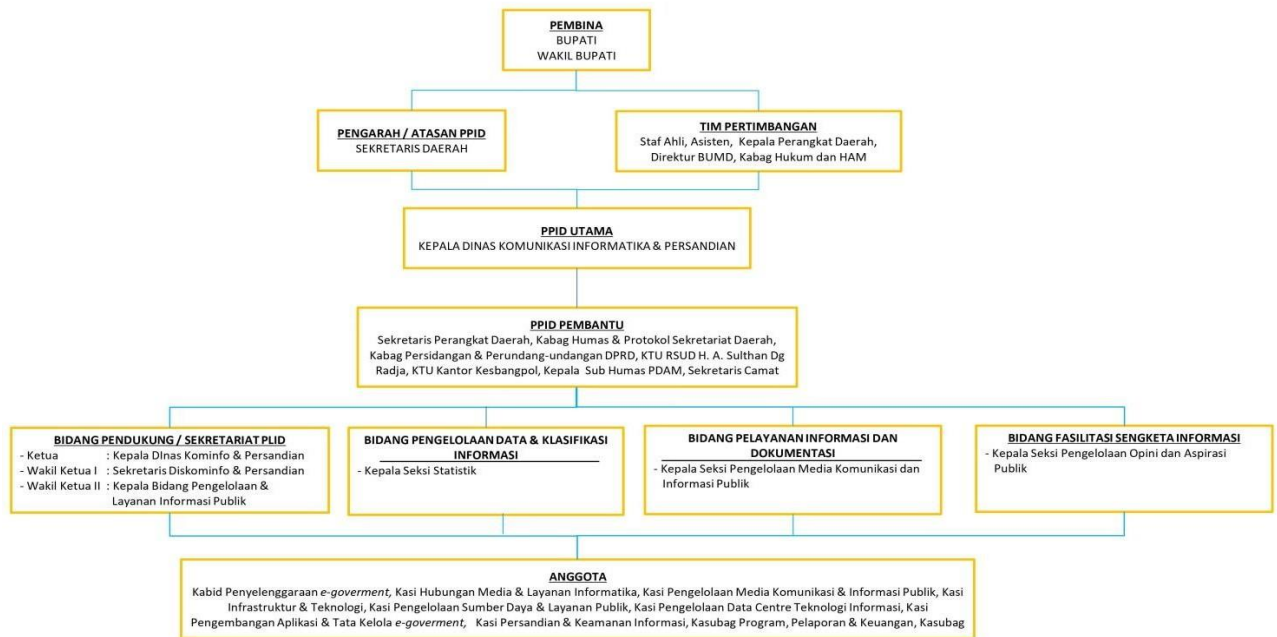 PEMBINA
BUPATI
WAKIL BUPATI
PENGARAH / ATASAN PPID
SEKRETARIS DAERAH
TIM PERTIMBANGAN
Staf Ahli, Asisten, Kepala Perangkat Daerah,
Direktur BUMD, Kabag Hukum dan HAM
PPID UTAMA
KEPALA DINAS KOMUNIKASI INFORMATIKA & PERSANDIAN
PPID PEMBANTU
Sekretaris Perangkat Daerah, Kabag Humas & Protokol Sekretariat Daerah,
Kabag Persidangan & Perundang-undangan DPRD, KTU RSUD H. A. Sulthan Dg
Radja, KTU Kantor Kesbangpol, Kepala Sub Humas PDAM, Sekretaris Camat
BIDANG PENDUKUNG / SEKRETARIAT PLID
- Ketua : Kepala DInas Kominfo & Persandian
- Wakil Ketua I : Sekretaris Diskominfo & Persandian
- Wakil Ketua II : Kepala Bidang Pengelolaan &
Layanan Informasi Publik
BIDANG PENGELOLAAN DATA & KLASIFIKASI
INFORMASI
- Kepala Seksi Statistik
BIDANG PELAYANAN INFORMASI DAN
DOKUMENTASI
- Kepala Seksi Pengelolaan Media Komunikasi dan
Informasi Publik
BIDANG FASILITASI SENGKETA INFORMASI
- Kepala Seksi Pengelolaan Opini dan Aspirasi
Publik
ANGGOTA
Kabid Penyelenggaraan e-goverment, Kasi Hubungan Media & Layanan Informatika, Kasi Pengelolaan Media Komunikasi & Informasi Publik, Kasi
Infrastruktur & Teknologi, Kasi Pengelolaan Sumber Daya & Layanan Publik, Kasi Pengelolaan Data Centre Teknologi Informasi, Kasi
Pengembangan Aplikasi & Tata Kelola e-goverment, Kasi Persandian & Keamanan Informasi, Kasubag Program, Pelaporan & Keuangan, Kasubag